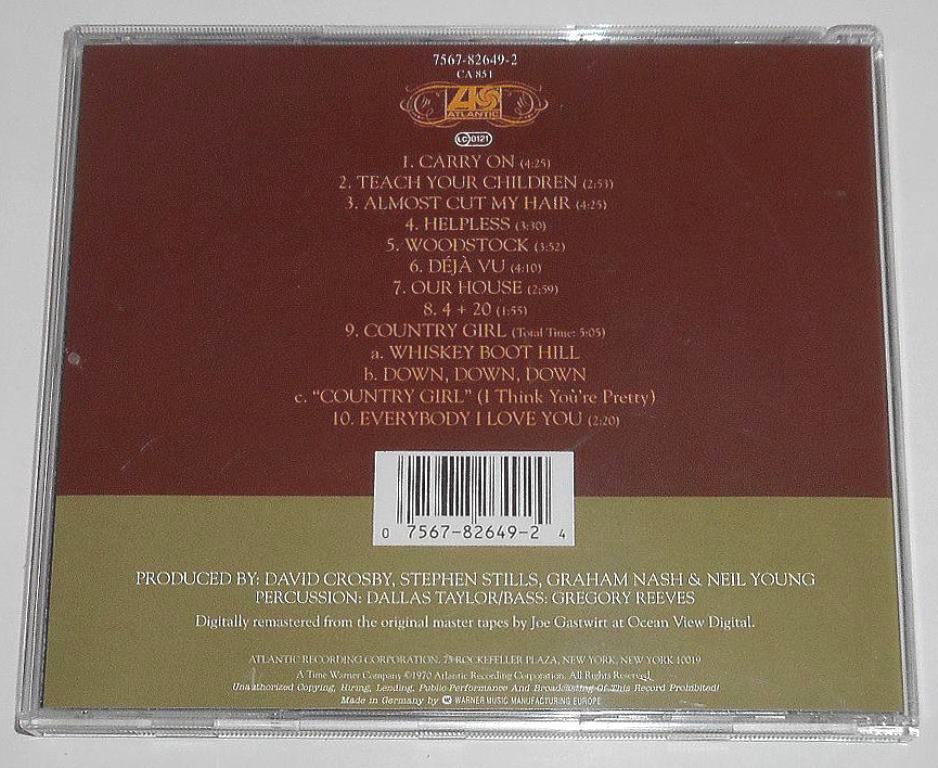 7567-82649-2
CA 851
ATLANTIC
LC 0121
1. CARRY ON (4:25)
2. TEACH YOUR CHILDREN (2:53)
3. ALMOST CUT MY HAIR (4:25)
4. HELPLESS (3:30)
5. WOODSTOCK (3:52)
6. DÉJÀ VU (4:10)
7. OUR HOUSE (2:59)
8. 4 + 20 (1:55)
9. COUNTRY GIRL (Total Time: 5:05)
a. WHISKEY BOOT HILL
b. DOWN, DOWN, DOWN
c. “COUNTRY GIRL” (I Think You're Pretty)
10. EVERYBODY I LOVE YOU (2:20)
0 7567-82649-2 4
PRODUCED BY: DAVID CROSBY, STEPHEN STILLS, GRAHAM NASH & NEIL YOUNG
PERCUSSION: DALLAS TAYLOR/BASS: GREGORY REEVES
Digitally remastered from the original master tapes by Joe Gastwirt at Ocean View Digital.
ATLANTIC RECORDING CORPORATION, 75 ROCKEFELLER PLAZA, NEW YORK, NEW YORK 10019
A Time Warner Company ©1970 Atlantic Recording Corporation. All Rights Reserved.
Unauthorized Copying, Hiring, Lending, Public Performance And Broadcasting Of This Record Prohibited!
Made in Germany by WARNER MUSIC MANUFACTURING EUROPE